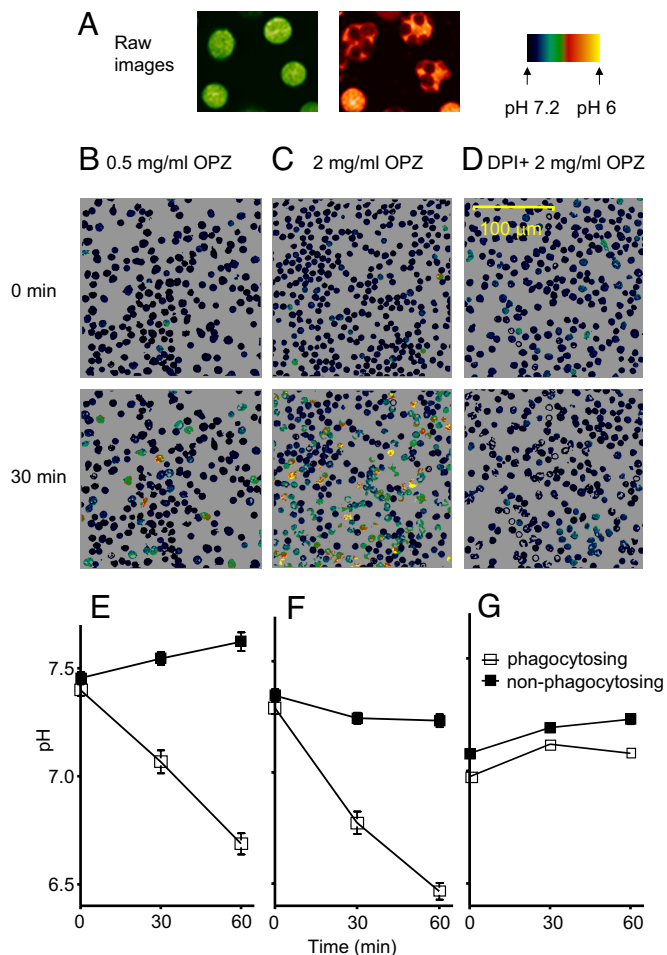 A
Raw
images
pH 7.2 pH 6
B 0.5 mg/ml OPZ
C 2 mg/ml OPZ
D DPI+ 2 mg/ml OPZ
100 µm
0 min
30 min
E
F
G
phagocytosing
non-phagocytosing
pH
7.5
7.0
6.5
0 30 60
0 30 60
0 30 60
Time (min)